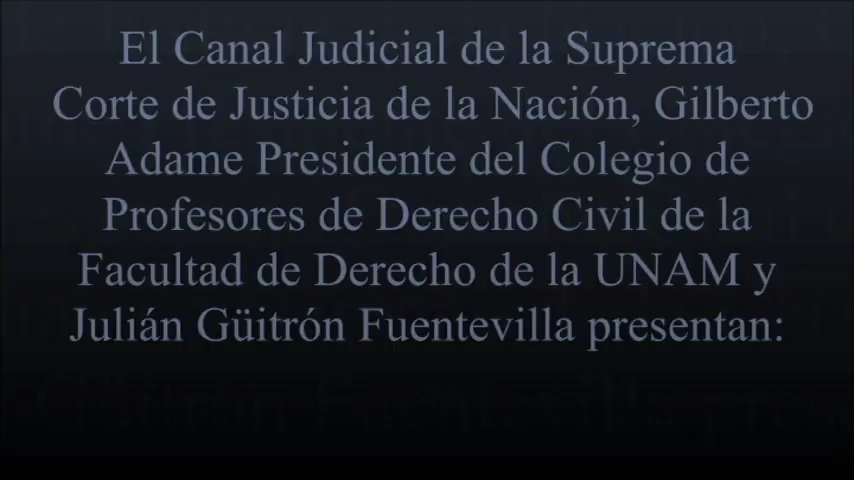 El Canal Judicial de la Suprema
Corte de Justicia de la Nación, Gilberto
Adame Presidente del Colegio de
Profesores de Derecho Civil de la
Facultad de Derecho de la UNAM y
Julián Güitrón Fuentevilla presentan: